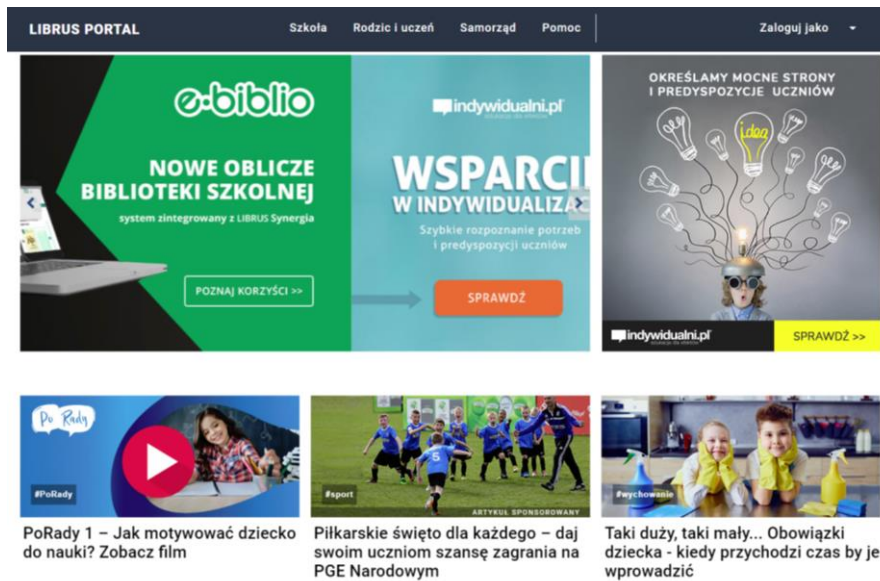 LIBRUS PORTAL
Szkoła Rodzic i uczeń Samorząd Pomoc Zaloguj jako
e-biblio
NOWE OBLICZE
BIBLIOTEKI SZKOLNEJ
system zintegrowany z LIBRUS Synergia
POZNAJ KORZYŚCI >>
indywidualni.pl
WSPARCI
W INDYWIDUALIZAC
Szybkie rozpoznanie potrzeb
i predyspozycji uczniów
SPRAWDŹ
OKREŚLAMY MOCNE STRONY
I PREDYSPOZYCJE UCZNIÓW
idea
indywidualni.pl
SPRAWDŹ >>
Po Rady
#PoRady
PoRady 1 – Jak motywować dziecko
do nauki? Zobacz film
5
#sport
ARTYKUŁ SPONSOROWANY
Piłkarskie święto dla każdego – daj
swoim uczniom szansę zagrania na
PGE Narodowym
#wychowanie
Taki duży, taki mały... Obowiązki
dziecka - kiedy przychodzi czas by je
wprowadzić